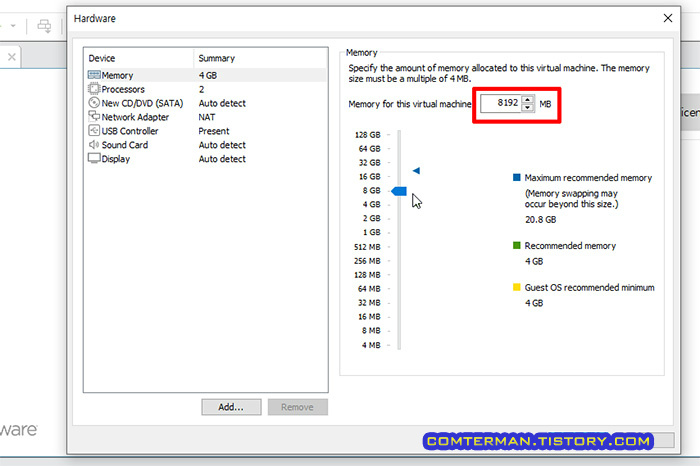 Hardware
Device Summary
Memory 4 GB
Processors 2
New CD/DVD (SATA) Auto detect
Network Adapter NAT
USB Controller Present
Sound Card Auto detect
Display Auto detect
Add...
Remove
Memory
Specify the amount of memory allocated to this virtual machine. The memory
size must be a multiple of 4 MB.
Memory for this virtual machine 8192 MB
128 GB
64 GB
32 GB
16 GB
8 GB
4 GB
2 GB
1 GB
512 MB
256 MB
128 MB
64 MB
32 MB
16 MB
8 MB
4 MB
Maximum recommended memory
(Memory swapping may
occur beyond this size.)
20.8 GB
Recommended memory
4 GB
Guest OS recommended minimum
4 GB
ware
COMTERMAN.TISTORY.COM